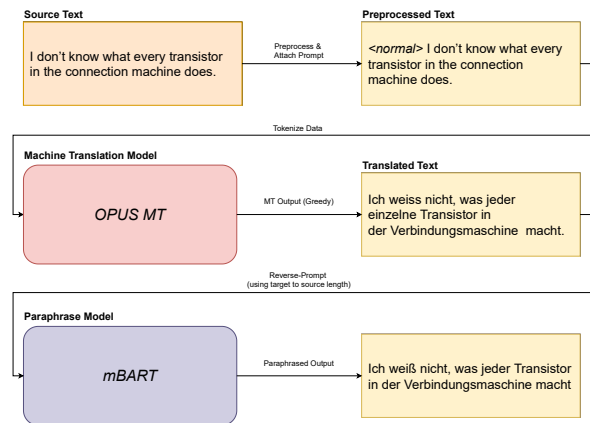 Source Text
Preprocessed Text
I don't know what every transistor
in the connection machine does.
Preprocess &
Attach Prompt
<normal> I don't know what every
transistor in the connection
machine does.
Tokenize Data
Machine Translation Model
Translated Text
OPUS MT
MT Output (Greedy)
Ich weiss nicht, was jeder
einzelne Transistor in
der Verbindungsmaschine macht.
Reverse-Prompt
(using target to source length)
Paraphrase Model
mBART
Paraphrased Output
Ich weiß nicht, was jeder Transistor
in der Verbindungsmaschine macht